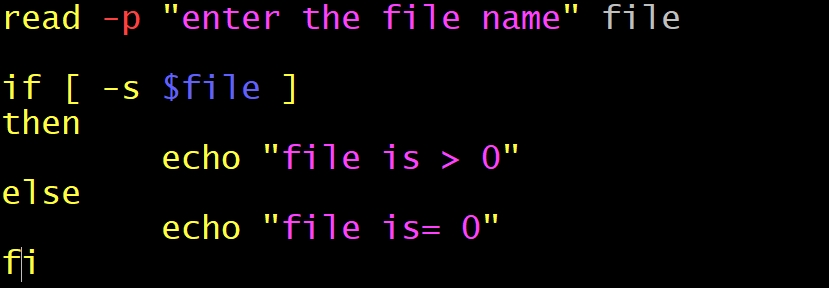 read -p "enter the file name" file
if [ -s $file ]
then
echo "file is > 0"
else
echo "file is= 0"
fi